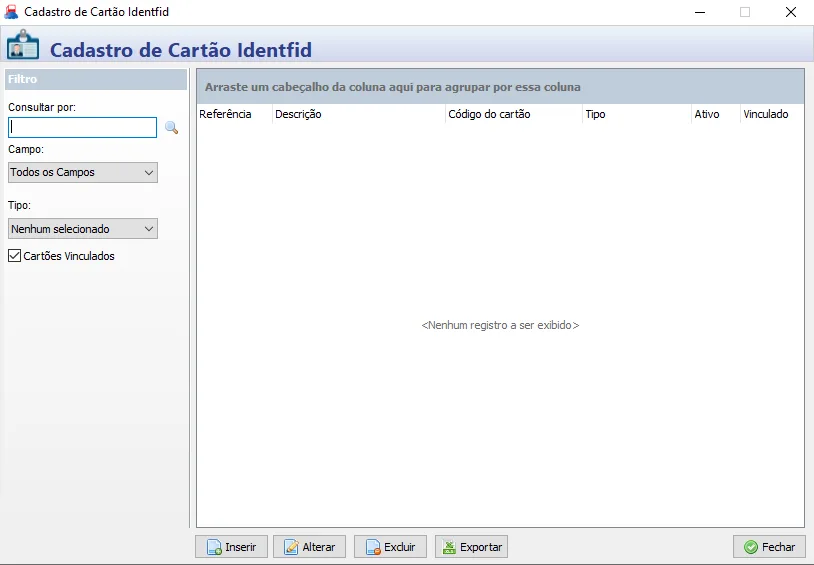 Cadastro de Cartão Identfid
Cadastro de Cartão Identfid
Filtro
Consultar por:
Campo:
Todos os Campos
Tipo:
Nenhum selecionado
Cartões Vinculados
Arraste um cabeçalho da coluna aqui para agrupar por essa coluna
Referência Descrição Código do cartão Tipo Ativo Vinculado
<Nenhum registro a ser exibido>
Inserir Alterar Excluir Exportar Fechar